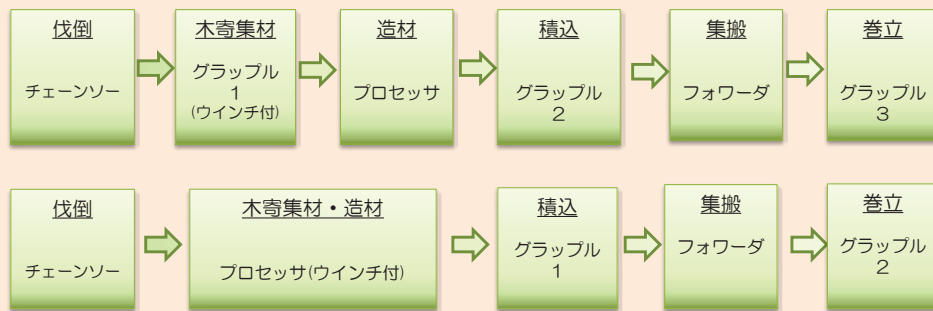 伐倒
チェーンソー
木寄集材
グラップル
1
(ウインチ付)
造材
プロセッサ
積込
グラップル
2
集搬
フォワーダ
巻立
グラップル
3
伐倒
チェーンソー
木寄集材・造材
プロセッサ(ウインチ付)
積込
グラップル
1
集搬
フォワーダ
巻立
グラップル
2